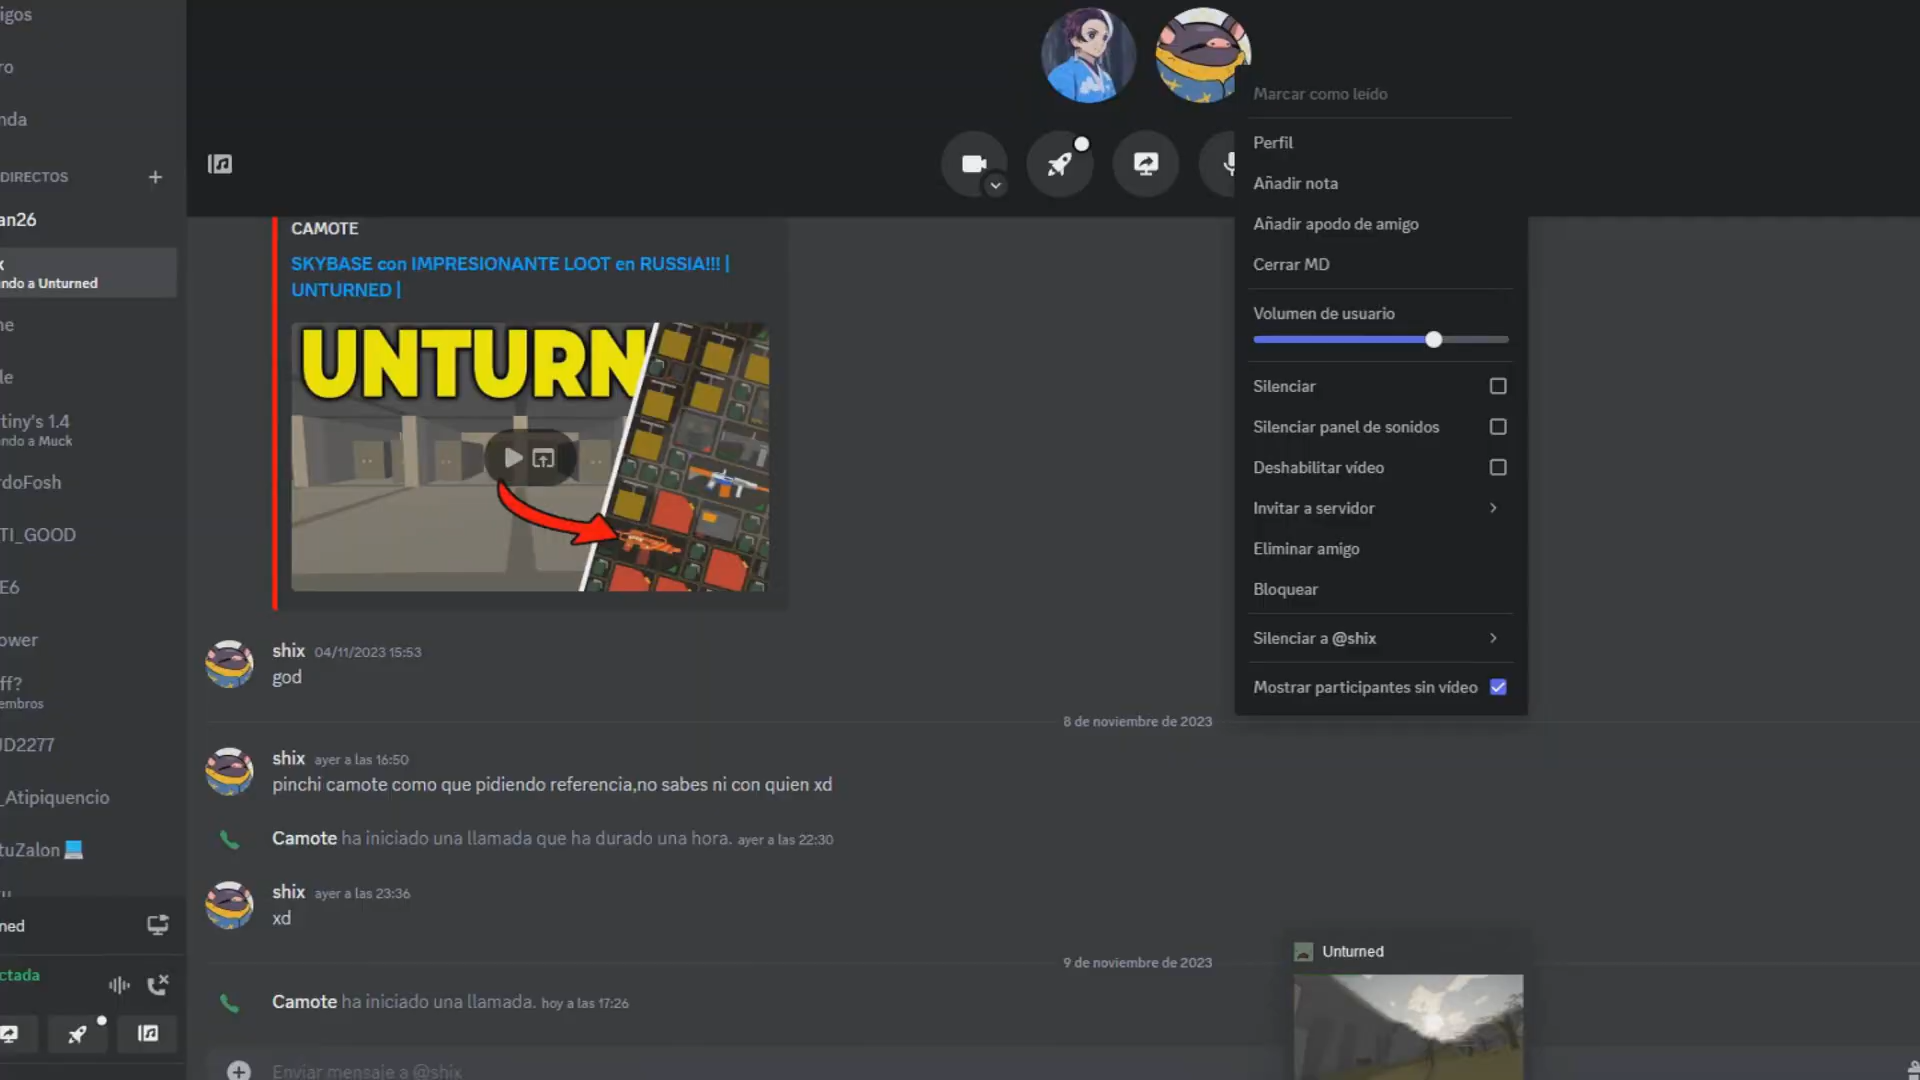 igos
ro
nda
DIRECTOS
an26
x
ndo a Unturned
ne
le
tiny's 1.4
ndo a Muck
doFosh
TI_GOOD
E6
ower
ff?
embros
JD2277
_Atipiquencio
tuZalon
ned
ctada
CAMOTE
SKYBASE con IMPRESIONANTE LOOT en RUSSIA!!! |
UNTURNED |
UNTURN
shix 04/11/2023 15:53
god
8 de noviembre de 2023
shix ayer a las 16:50
pinchi camote como que pidiendo referencia,no sabes ni con quien xd
Camote ha iniciado una llamada que ha durado una hora. ayer a las 22:30
shix ayer a las 23:36
xd
9 de noviembre de 2023
Camote ha iniciado una llamada. hoy a las 17:26
Enviar mensaje a @shix
Marcar como leído
Perfil
Añadir nota
Añadir apodo de amigo
Cerrar MD
Volumen de usuario
Silenciar
Silenciar panel de sonidos
Deshabilitar vídeo
Invitar a servidor
Eliminar amigo
Bloquear
Silenciar a @shix
Mostrar participantes sin vídeo
Unturned